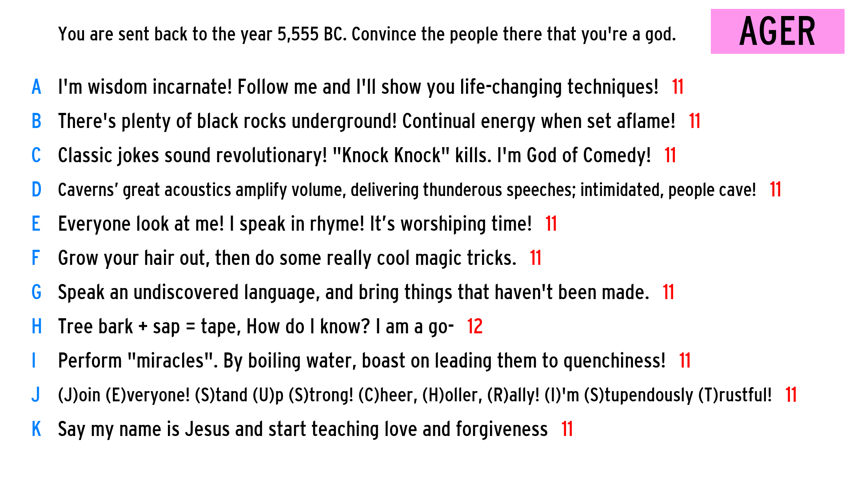 You are sent back to the year 5,555 BC. Convince the people there that you're a god.
AGER
A I'm wisdom incarnate! Follow me and I'll show you life-changing techniques! 11
B There's plenty of black rocks underground! Continual energy when set aflame! 11
C Classic jokes sound revolutionary! "Knock Knock" kills. I'm God of Comedy! 11
D Caverns’ great acoustics amplify volume, delivering thunderous speeches; intimidated, people cave! 11
E Everyone look at me! I speak in rhyme! It’s worshiping time! 11
F Grow your hair out, then do some really cool magic tricks. 11
G Speak an undiscovered language, and bring things that haven't been made. 11
H Tree bark + sap = tape, How do I know? I am a go- 12
I Perform "miracles". By boiling water, boast on leading them to quenchiness! 11
J (J)oin (E)veryone! (S)tand (U)p (S)trong! (C)heer, (H)oller, (R)ally! (I)'m (S)tupendously (T)rustful! 11
K Say my name is Jesus and start teaching love and forgiveness 11